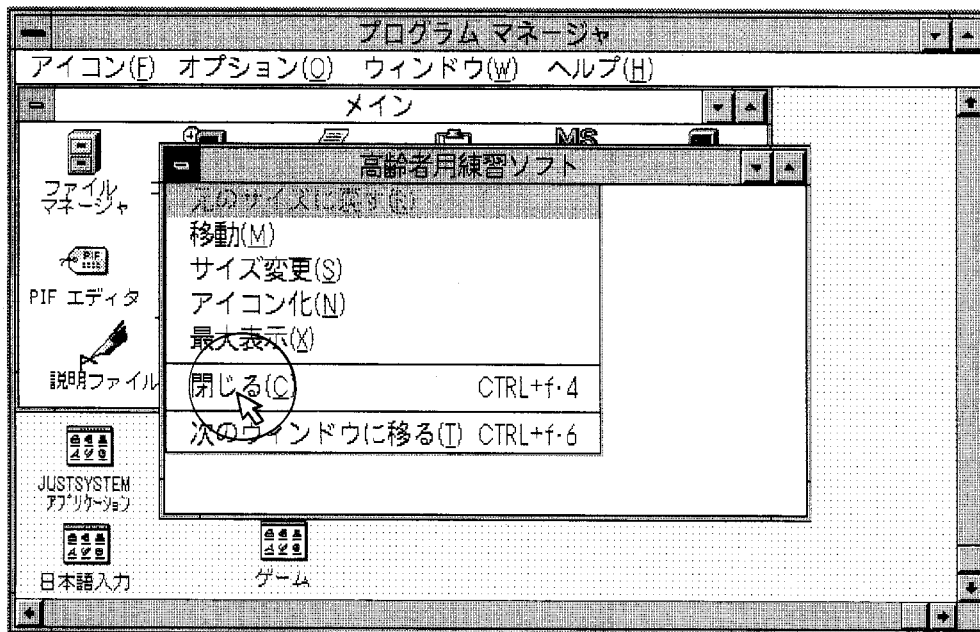 プログラム マネージャ
アイコン(F) オプション(O) ウィンドウ(W) ヘルプ(H)
メイン
MS
高齢者用練習ソフト
ファイル
マネージャ
元のサイズに戻す(R)
移動(M)
サイズ変更(S)
PIF
PIF エディタ
アイコン化(N)
最大表示(X)
説明ファイル
閉じる(C) CTRL+f・4
次のウィンドウに移る(T) CTRL+f・6
JUSTSYSTEM
アプリケーション
日本語入力
ゲーム